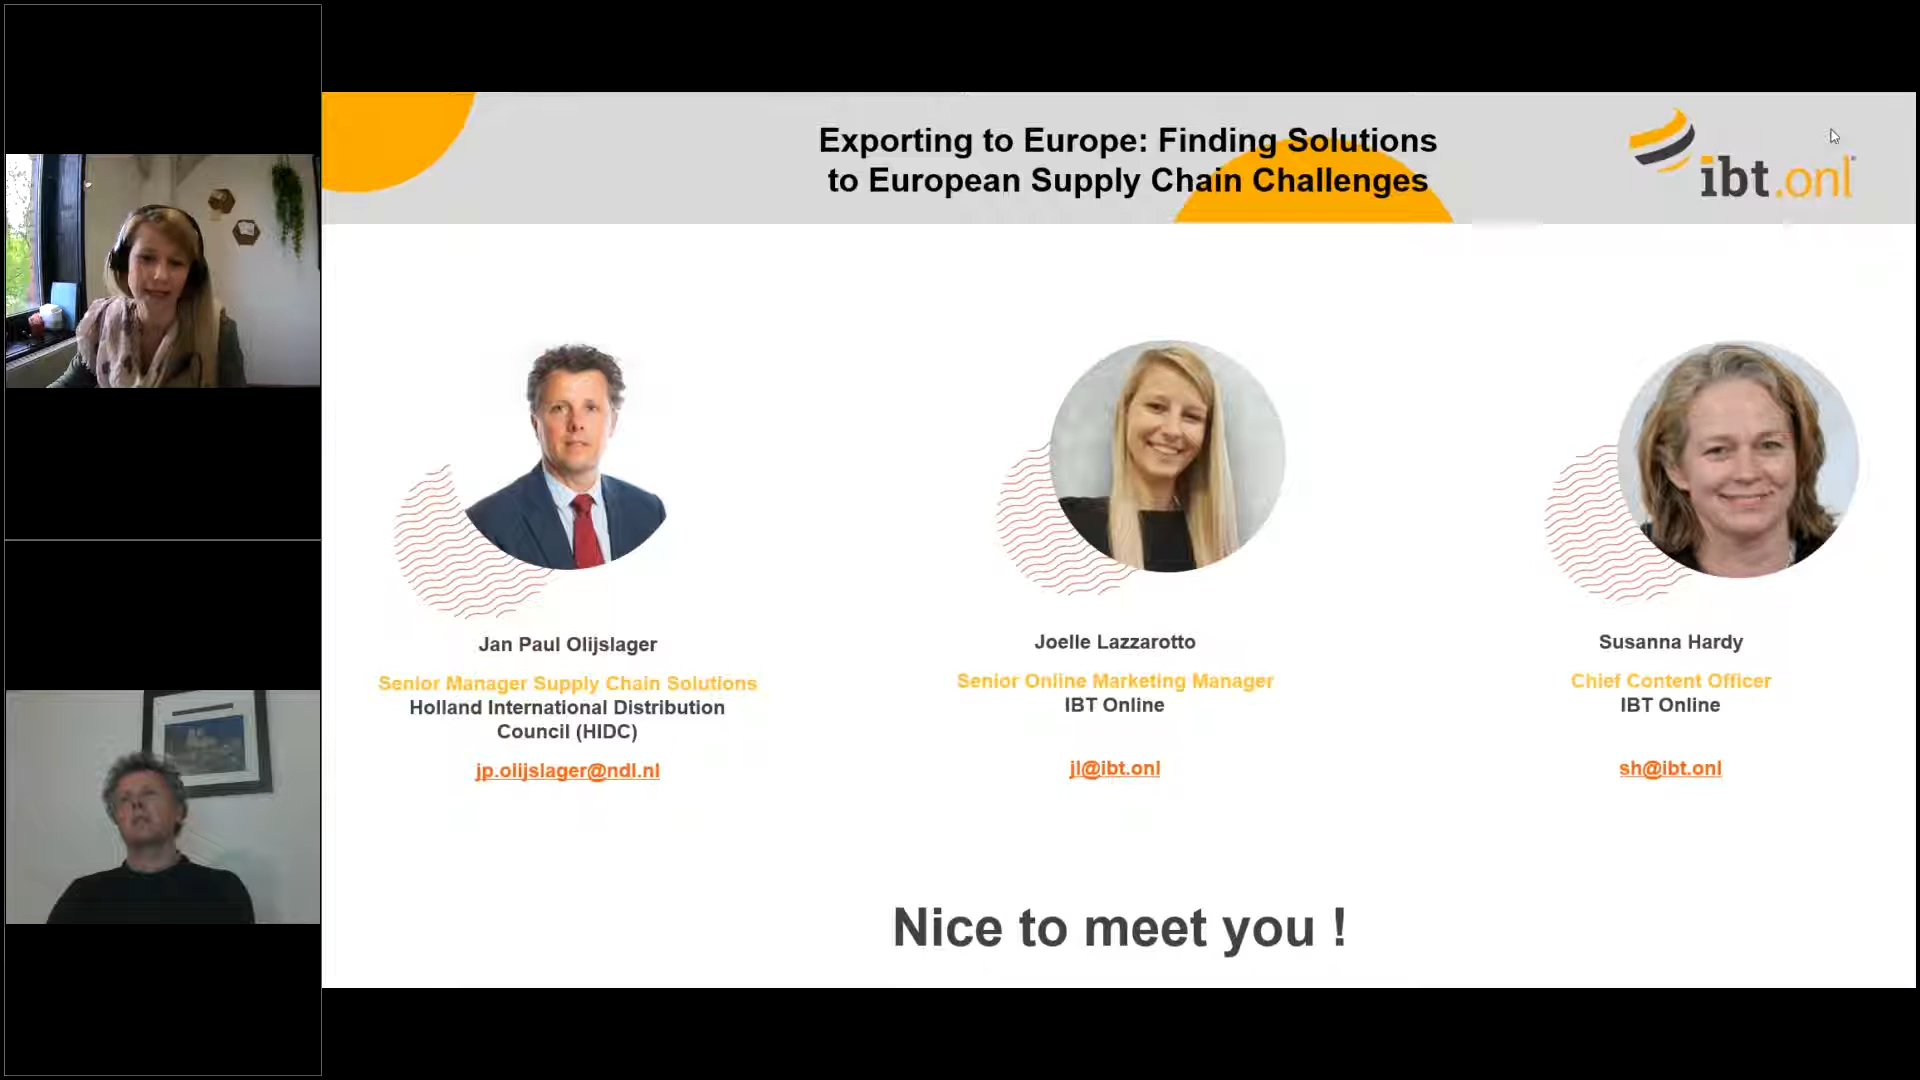 Exporting to Europe: Finding Solutions
to European Supply Chain Challenges
ibt.onl
Jan Paul Olijslager
Senior Manager Supply Chain Solutions
Holland International Distribution
Council (HIDC)
jp.olijslager@ndl.nl
Joelle Lazzarotto
Senior Online Marketing Manager
IBT Online
jl@ibt.onl
Susanna Hardy
Chief Content Officer
IBT Online
sh@ibt.onl
Nice to meet you !